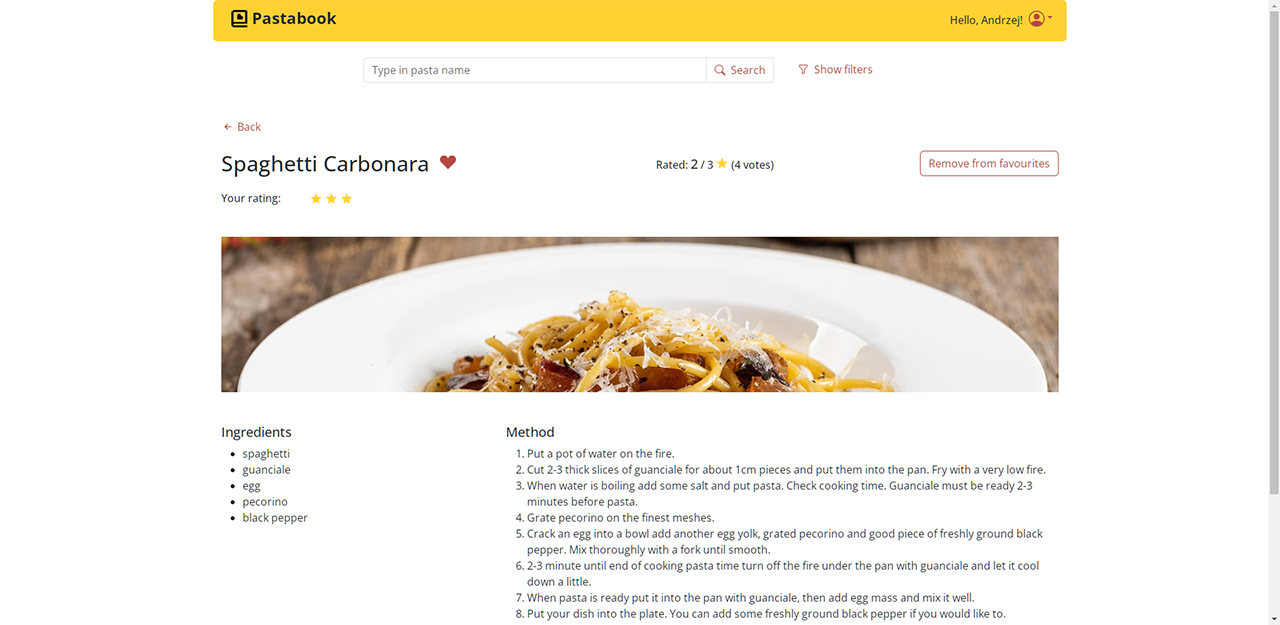 Pastabook
Hello, Andrzej!
Type in pasta name
Search
Show filters
Back
Spaghetti Carbonara
Rated: 2 / 3 (4 votes)
Remove from favourites
Your rating:
Ingredients
spaghetti
guanciale
egg
pecorino
black pepper
Method
1. Put a pot of water on the fire.
2. Cut 2-3 thick slices of guanciale for about 1cm pieces and put them into the pan. Fry with a very low fire.
3. When water is boiling add some salt and put pasta. Check cooking time. Guanciale must be ready 2-3
minutes before pasta.
4. Grate pecorino on the finest meshes.
5. Crack an egg into a bowl add another egg yolk, grated pecorino and good piece of freshly ground black
pepper. Mix thoroughly with a fork until smooth.
6. 2-3 minute until end of cooking pasta time turn off the fire under the pan with guanciale and let it cool
down a little.
7. When pasta is ready put it into the pan with guanciale, then add egg mass and mix it well.
8. Put your dish into the plate. You can add some freshly ground black pepper if you would like to.